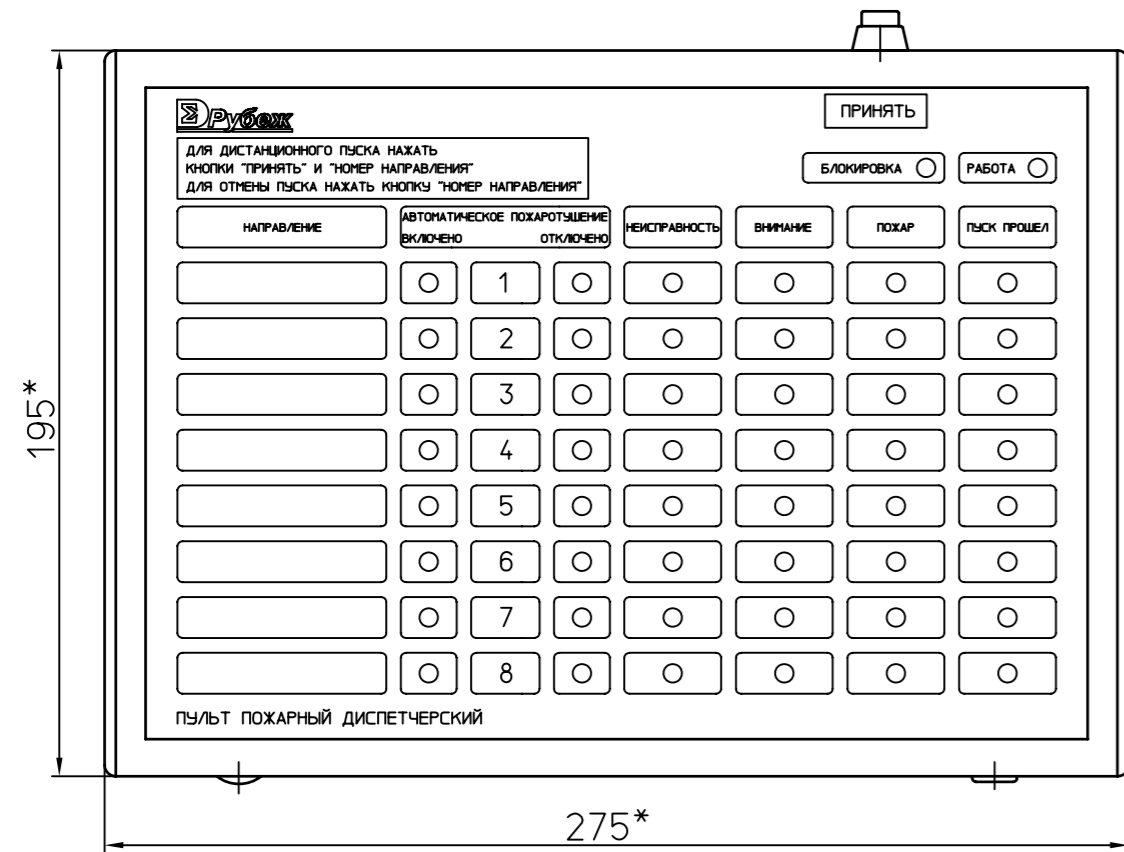 Рубеж
ПРИНЯТЬ
ДЛЯ ДИСТАНЦИОННОГО ПУСКА НАЖАТЬ
КНОПКИ "ПРИНЯТЬ" И "НОМЕР НАПРАВЛЕНИЯ"
ДЛЯ ОТМЕНЫ ПУСКА НАЖАТЬ КНОПКУ "НОМЕР НАПРАВЛЕНИЯ"
БЛОКИРОВКА
РАБОТА
НАПРАВЛЕНИЕ
АВТОМАТИЧЕСКОЕ ПОЖАРОТУШЕНИЕ
ВКЛЮЧЕНО ОТКЛЮЧЕНО
НЕИСПРАВНОСТЬ
ВНИМАНИЕ
ПОЖАР
ПУСК ПРОШЕЛ
1
2
3
4
5
6
7
8
ПУЛЬТ ПОЖАРНЫЙ ДИСПЕТЧЕРСКИЙ
195*
275*